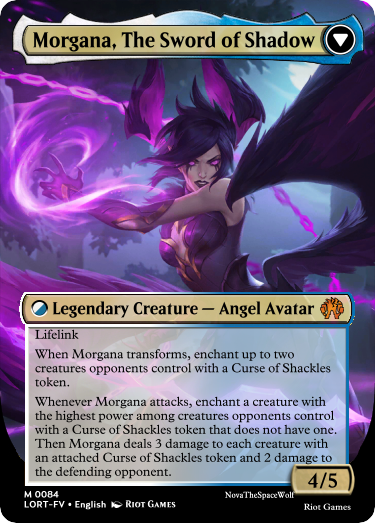 Morgana, The Sword of Shadow
Legendary Creature — Angel Avatar
Lifelink
When Morgana transforms, enchant up to two
creatures opponents control with a Curse of Shackles
token.
Whenever Morgana attacks, enchant a creature with
the highest power among creatures opponents control
with a Curse of Shackles token that does not have one.
Then Morgana deals 3 damage to each creature with
an attached Curse of Shackles token and 2 damage to
the defending opponent.
4/5
M 0084
NovaTheSpaceWolf
LORT-FV • English Riot Games
Riot Games